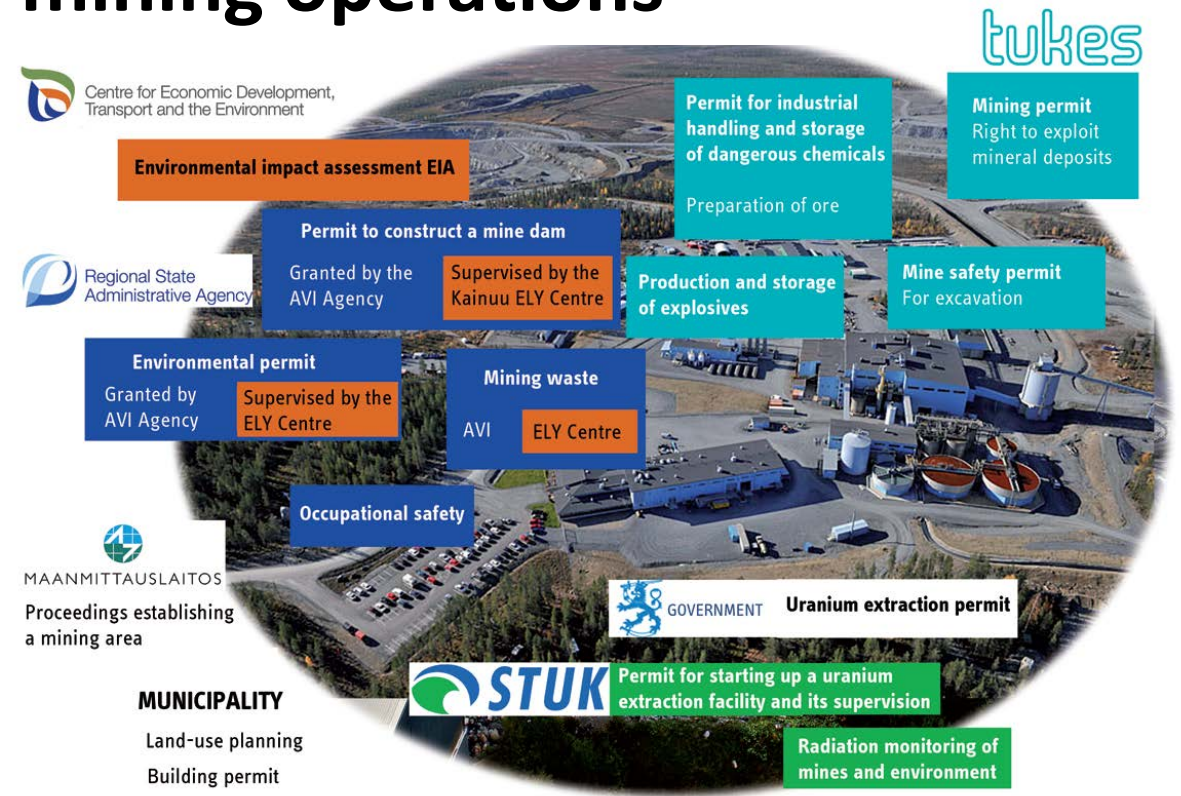 mining operations
tukes
Centre for Economic Development,
Transport and the Environment
Permit for industrial
handling and storage
of dangerous chemicals
Preparation of ore
Mining permit
Right to exploit
mineral deposits
Environmental impact assessment EIA
Permit to construct a mine dam
Granted by the
AVI Agency
Supervised by the
Kainuu ELY Centre
Regional State
Administrative Agency
Production and storage
of explosives
Mine safety permit
For excavation
Environmental permit
Granted by
AVI Agency
Supervised by the
ELY Centre
Mining waste
AVI
ELY Centre
Occupational safety
MAANMITTAUSLAITOS
Proceedings establishing
a mining area
GOVERNMENT
Uranium extraction permit
STUK
Permit for starting up a uranium
extraction facility and its supervision
MUNICIPALITY
Land-use planning
Building permit
Radiation monitoring of
mines and environment